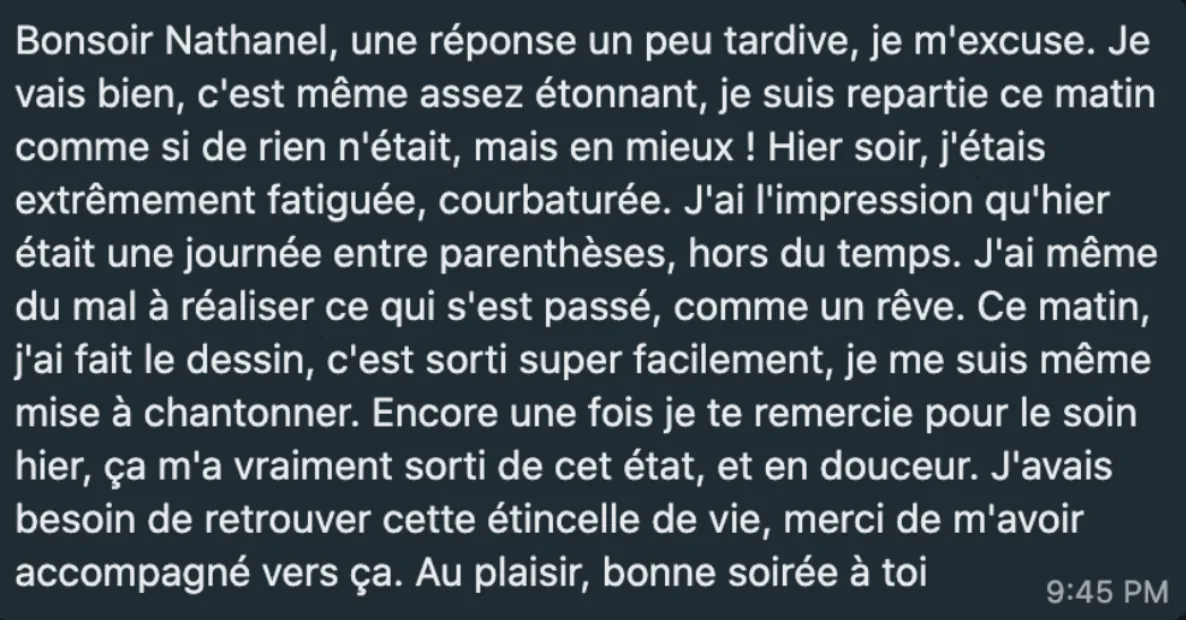 Bonsoir Nathanel, une réponse un peu tardive, je m'excuse. Je
vais bien, c'est même assez étonnant, je suis repartie ce matin
comme si de rien n'était, mais en mieux ! Hier soir, j'étais
extrêmement fatiguée, courbaturée. J'ai l'impression qu'hier
était une journée entre parenthèses, hors du temps. J'ai même
du mal à réaliser ce qui s'est passé, comme un rêve. Ce matin,
j'ai fait le dessin, c'est sorti super facilement, je me suis même
mise à chantonner. Encore une fois je te remercie pour le soin
hier, ça m'a vraiment sorti de cet état, et en douceur. J'avais
besoin de retrouver cette étincelle de vie, merci de m'avoir
accompagné vers ça. Au plaisir, bonne soirée à toi
9:45 PM